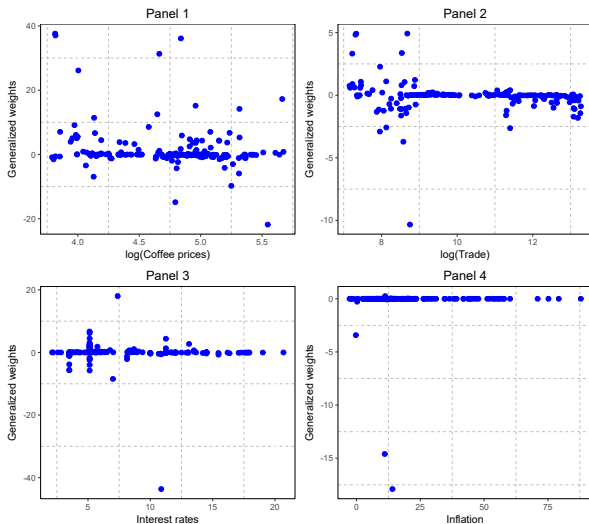 Panel 1
Generalized weights
40
20
0
-20
4.0 4.5 5.0 5.5
log(Coffee prices)
Panel 2
Generalized weights
5
0
-5
-10
8 10 12
log(Trade)
Panel 3
Generalized weights
20
0
-20
-40
5 10 15 20
Interest rates
Panel 4
Generalized weights
0
-5
-10
-15
0 25 50 75
Inflation